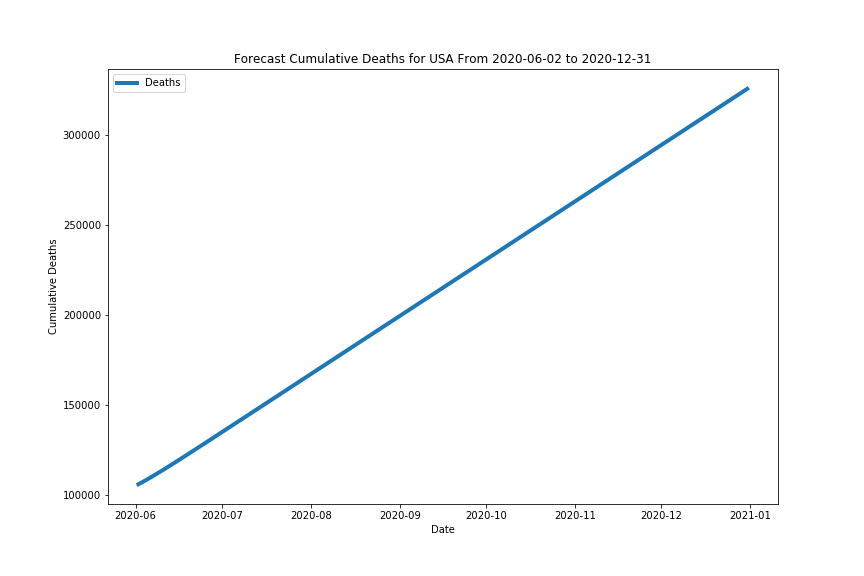 Forecast Cumulative Deaths for USA From 2020-06-02 to 2020-12-31
Deaths
300000
250000
200000
150000
100000
Cumulative Deaths
2020-06 2020-07 2020-08 2020-09 2020-10 2020-11 2020-12 2021-01
Date